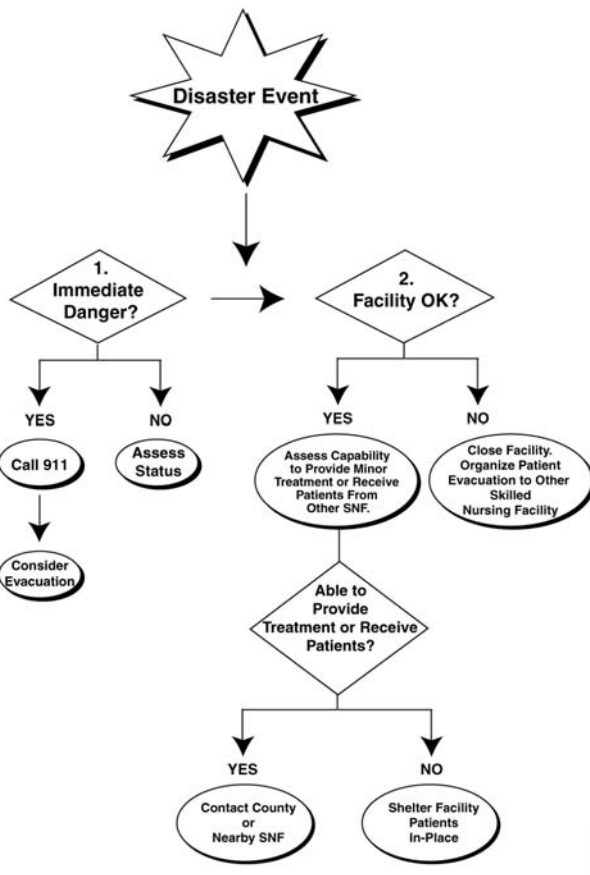 Disaster Event
1.
Immediate
Danger?
2.
Facility OK?
YES
NO
YES
NO
Call 911
Assess
Status
Assess Capability
to Provide Minor
Treatment or Receive
Patients From
Other SNF.
Close Facility.
Organize Patient
Evacuation to Other
Skilled
Nursing Facility
Consider
Evacuation
Able to
Provide
Treatment or Receive
Patients?
YES
NO
Contact County
or
Nearby SNF
Shelter Facility
Patients
In-Place